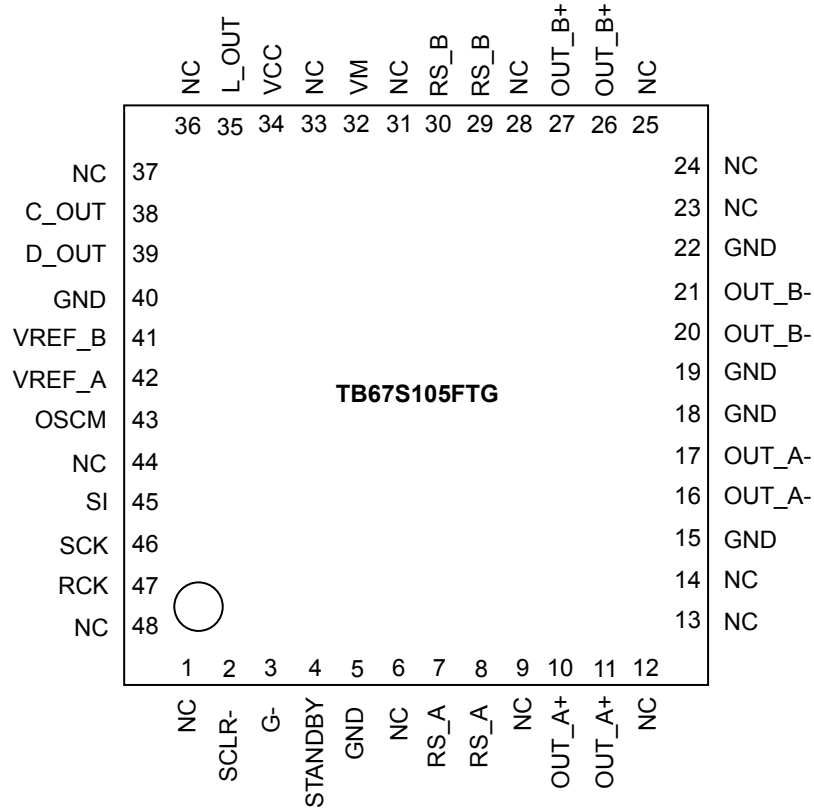 NC L_OUT VCC NC VM NC RS_B RS_B NC OUT_B+ OUT_B+ NC
36 35 34 33 32 31 30 29 28 27 26 25
NC 37
C_OUT 38
D_OUT 39
GND 40
VREF_B 41
VREF_A 42
OSCM 43
NC 44
SI 45
SCK 46
RCK 47
NC 48
TB67S105FTG
24 NC
23 NC
22 GND
21 OUT_B-
20 OUT_B-
19 GND
18 GND
17 OUT_A-
16 OUT_A-
15 GND
14 NC
13 NC
1 2 3 4 5 6 7 8 9 10 11 12
NC SCLR- G- STANDBY GND NC RS_A RS_A NC OUT_A+ OUT_A+ NC